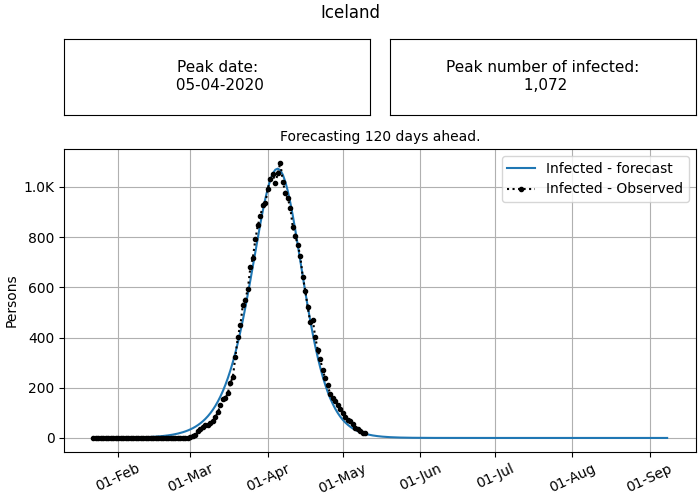 Iceland
Peak date:
05-04-2020
Peak number of infected:
1,072
Forecasting 120 days ahead.
Infected - forecast
Infected - Observed
1.0K
800
600
400
200
0
Persons
01-Feb
01-Mar
01-Apr
01-May
01-Jun
01-Jul
01-Aug
01-Sep